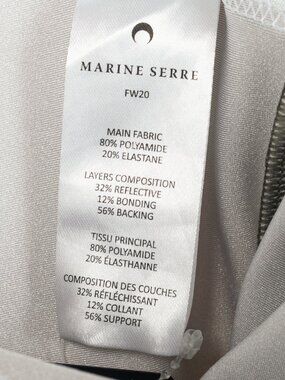 MARINE SERRE
FW20
MAIN FABRIC
80% POLYAMIDE
20% ELASTANE
LAYERS COMPOSITION
32% REFLECTIVE
12% BONDING
56% BACKING
TISSU PRINCIPAL
80% POLYAMIDE
20% ÉLASTHANNE
COMPOSITION DES COUCHES
32% RÉFLÉCHISSANT
12% COLLANT
56% SUPPORT